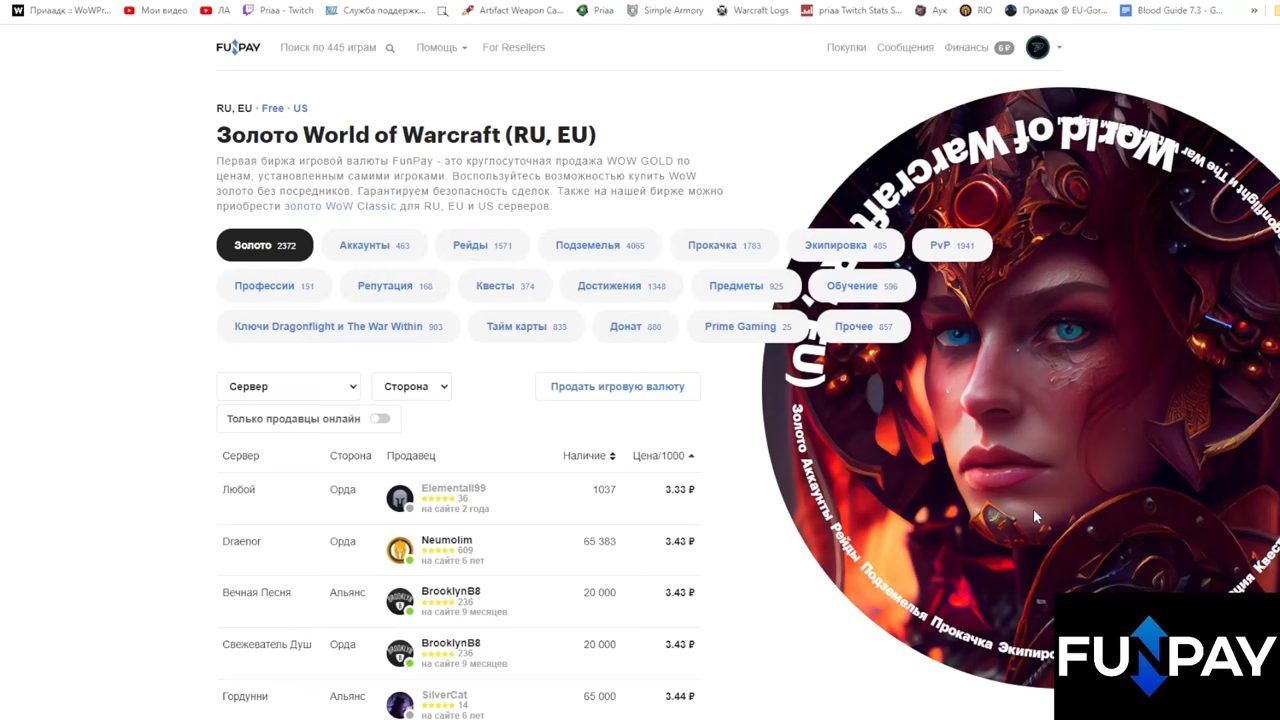 Приаадк :: WoWPr...
Мои видео
ЛА
Priaa - Twitch
Служба поддержк...
Artifact Weapon Ca...
Priaa
Simple Armory
Warcraft Logs
priaa Twitch Stats S...
Аук
RIO
Приаадк @ EU-Gor...
Blood Guide 7.3 - G...
»
FUNPAY
Поиск по 445 играм
Помощь
For Resellers
Покупки
Сообщения
Финансы 6 ₽
RU, EU · Free · US
Золото World of Warcraft (RU, EU)
Первая биржа игровой валюты FunPay - это круглосуточная продажа WOW GOLD по
ценам, установленным самими игроками. Воспользуйтесь возможностью купить WoW
золото без посредников. Гарантируем безопасность сделок. Также на нашей бирже можно
приобрести золото WoW Classic для RU, EU и US серверов.
Золото 2372
Аккаунты 463
Рейды 1571
Подземелья 4065
Прокачка 1783
Экипировка 485
PvP 1941
Профессии 151
Репутация 168
Квесты 374
Достижения 1348
Предметы 925
Обучение 596
Ключи Dragonflight и The War Within 903
Тайм карты 833
Донат 880
Prime Gaming 25
Прочее 857
Сервер
Сторона
Продать игровую валюту
Только продавцы онлайн
Сервер Сторона Продавец Наличие Цена/1000
Любой Орда Elementall99 1037 3.33 ₽
36
на сайте 2 года
Draenor Орда Neumolim 65 383 3.43 ₽
609
на сайте 6 лет
Вечная Песня Альянс BrooklynB8 20 000 3.43 ₽
236
на сайте 9 месяцев
Свежеватель Душ Орда BrooklynB8 20 000 3.43 ₽
236
на сайте 9 месяцев
Гордунни Альянс SilverCat 65 000 3.44 ₽
14
на сайте 6 лет
World of Warcraft
EU)
Золото Аккаунты Рейды Подземелья Прокачка Экипиро
FUNPAY